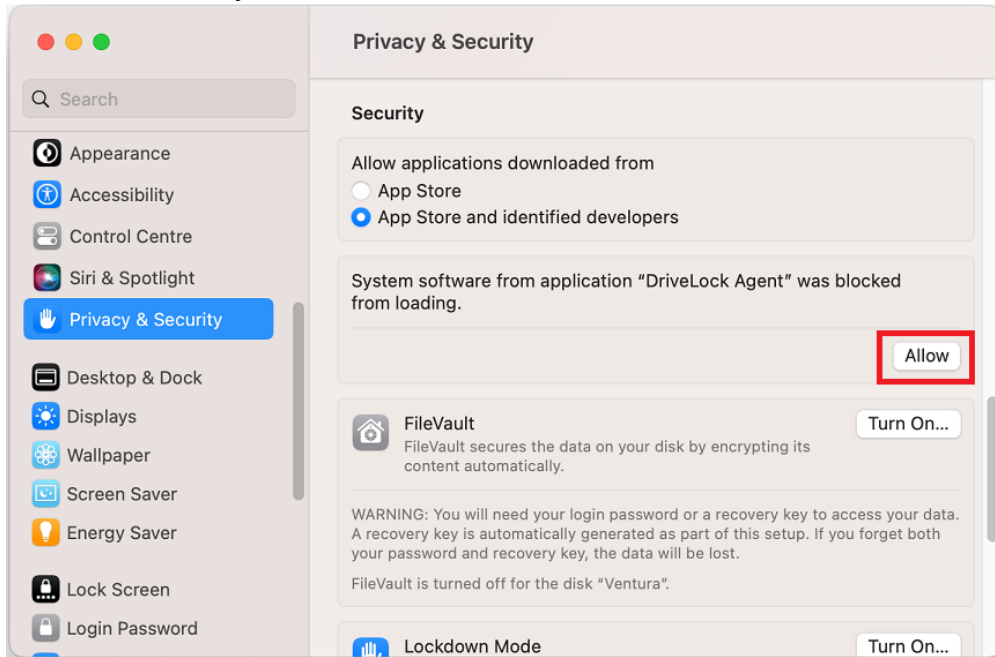 Privacy & Security
Search
Appearance
Accessibility
Control Centre
Siri & Spotlight
Privacy & Security
Desktop & Dock
Displays
Wallpaper
Screen Saver
Energy Saver
Lock Screen
Login Password
Security
Allow applications downloaded from
App Store
App Store and identified developers
System software from application “DriveLock Agent” was blocked
from loading.
Allow
FileVault
Turn On...
FileVault secures the data on your disk by encrypting its
content automatically.
WARNING: You will need your login password or a recovery key to access your data.
A recovery key is automatically generated as part of this setup. If you forget both
your password and recovery key, the data will be lost.
FileVault is turned off for the disk “Ventura”.
Lockdown Mode
Turn On...